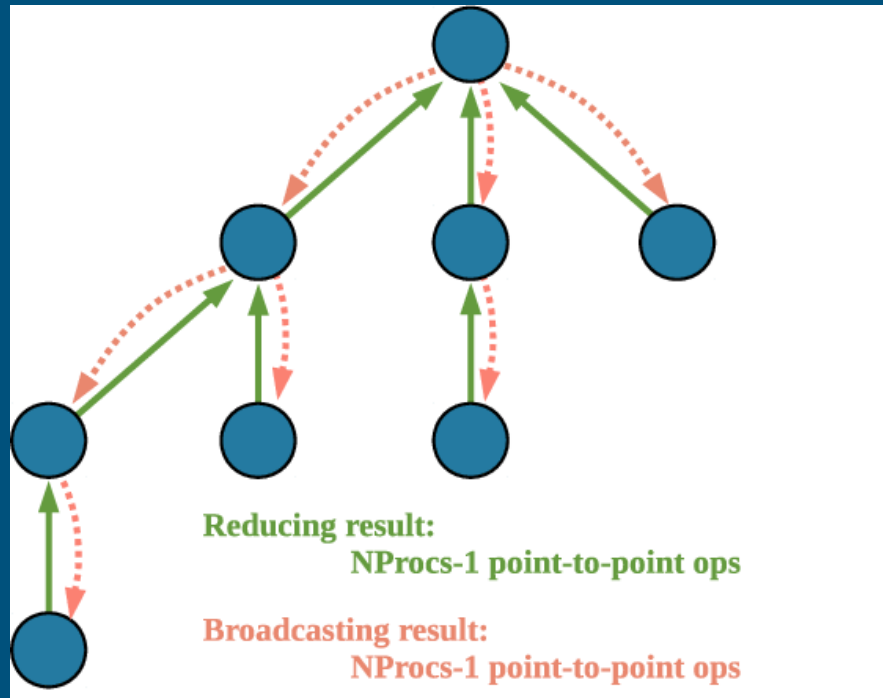 Reducing result:
NProcs-1 point-to-point ops
Broadcasting result:
NProcs-1 point-to-point ops